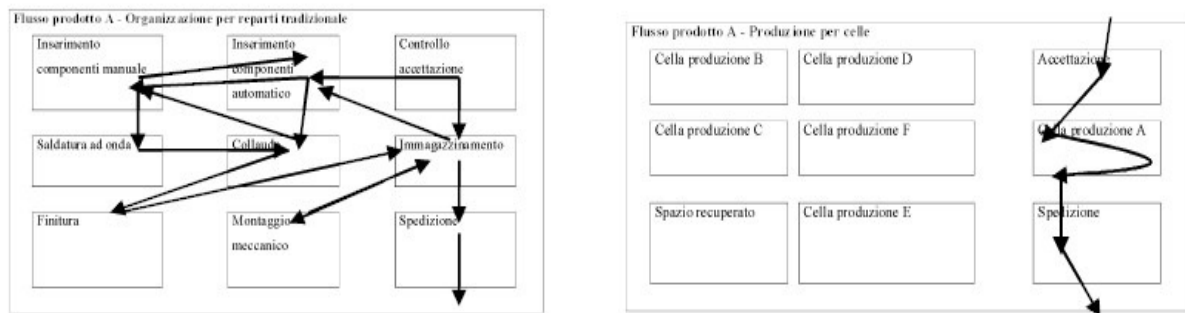 Flusso prodotto A - Organizzazione per reparti tradizionale
Inserimento
componenti manuale
Inserimento
componenti
automatico
Controllo
accettazione
Saldatura ad onda
Collaudo
Immagazzinamento
Finitura
Montaggio
meccanico
Spedizione
Flusso prodotto A - Produzione per celle
Cella produzione B
Cella produzione D
Accettazione
Cella produzione C
Cella produzione F
Cella produzione A
Spazio recuperato
Cella produzione E
Spedizione